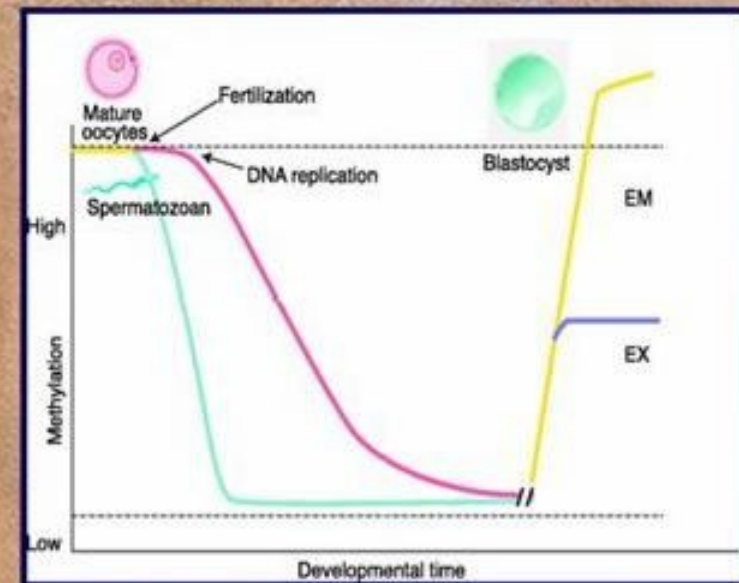 Fertilization
Mature
oocytes
DNA replication
Blastocyst
Spermatozoan
EM
High
EX
Methylation
Low
Developmental time